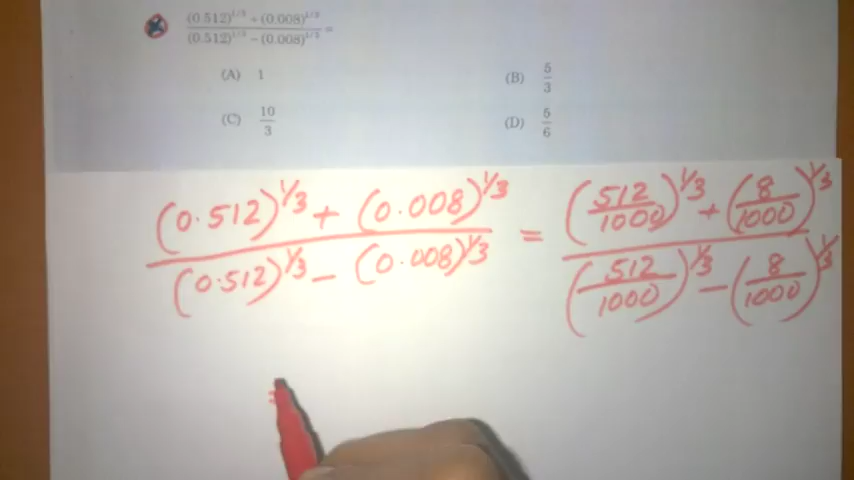 (0.512)^1/3 + (0.008)^1/3
(0.512)^1/3 − (0.008)^1/3 =
(A) 1 (B) 5/3
(C) 10/3 (D) 5/6
(0.512)^1/3 + (0.008)^1/3 = (512/1000)^1/3 + (8/1000)^1/3
(0.512)^1/3 − (0.008)^1/3 (512/1000)^1/3 − (8/1000)^1/3
=